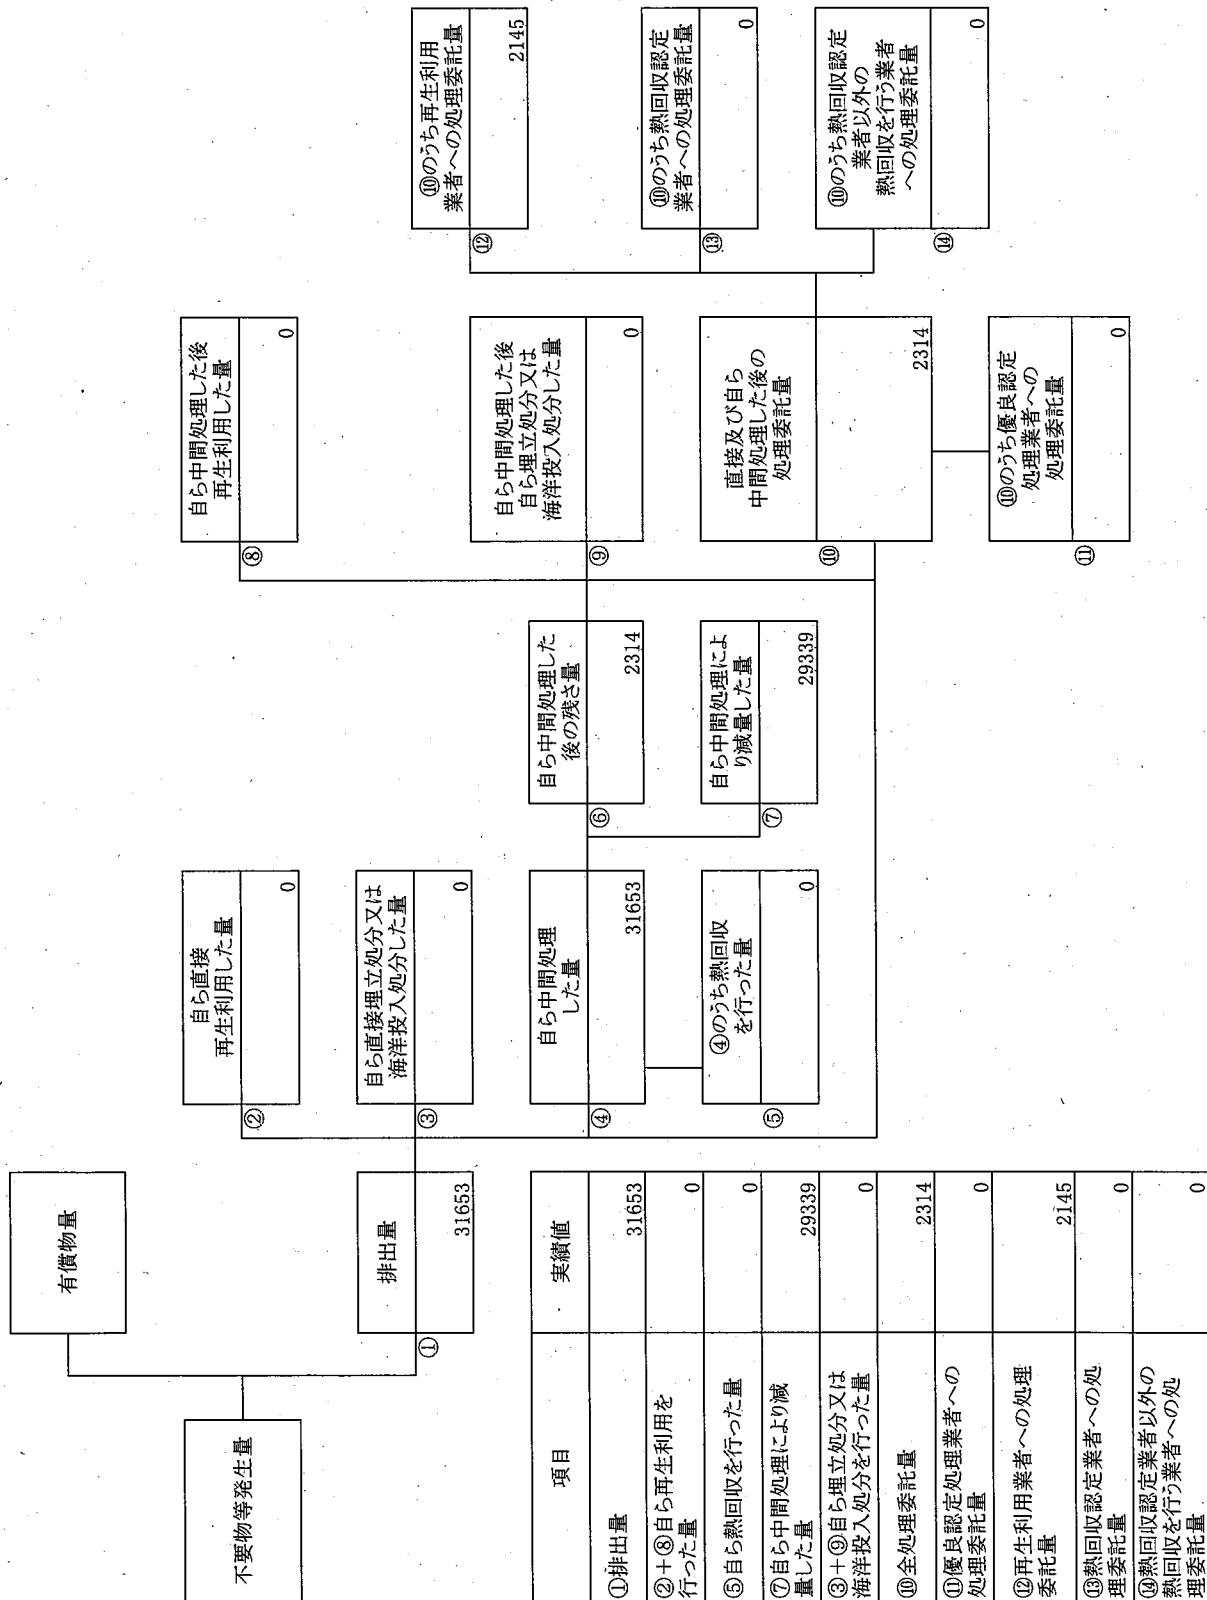 不要物等発生量
有償物量
①
排出量
31653
②
自ら直接
再生利用した量
0
③
自ら直接埋立処分又は
海洋投入処分した量
0
④
自ら中間処理
した量
31653
⑤
④のうち熱回収
を行った量
0
⑥
自ら中間処理した
後の残さ量
2314
⑦
自ら中間処理によ
り減量した量
29339
⑧
自ら中間処理した後
再生利用した量
0
⑨
自ら中間処理した後
自ら埋立処分又は
海洋投入処分した量
0
⑩
直接及び自ら
中間処理した後の
処理委託量
2314
⑪
⑩のうち優良認定
処理業者への
処理委託量
0
⑫
⑩のうち再生利用
業者への処理委託量
2145
⑬
⑩のうち熱回収認定
業者への処理委託量
0
⑭
⑩のうち熱回収認定
業者以外の
熱回収を行う業者
への処理委託量
0
項目 実績値
①排出量 31653
②+⑧自ら再生利用を
行った量 0
⑤自ら熱回収を行った量 0
⑦自ら中間処理により減
量した量 29339
③+⑨自ら埋立処分又は
海洋投入処分を行った量 0
⑩全処理委託量 2314
⑪優良認定処理業者への
処理委託量 0
⑫再生利用業者への処理
委託量 2145
⑬熱回収認定業者への処
理委託量 0
⑭熱回収認定業者以外の
熱回収を行う業者への処
理委託量 0